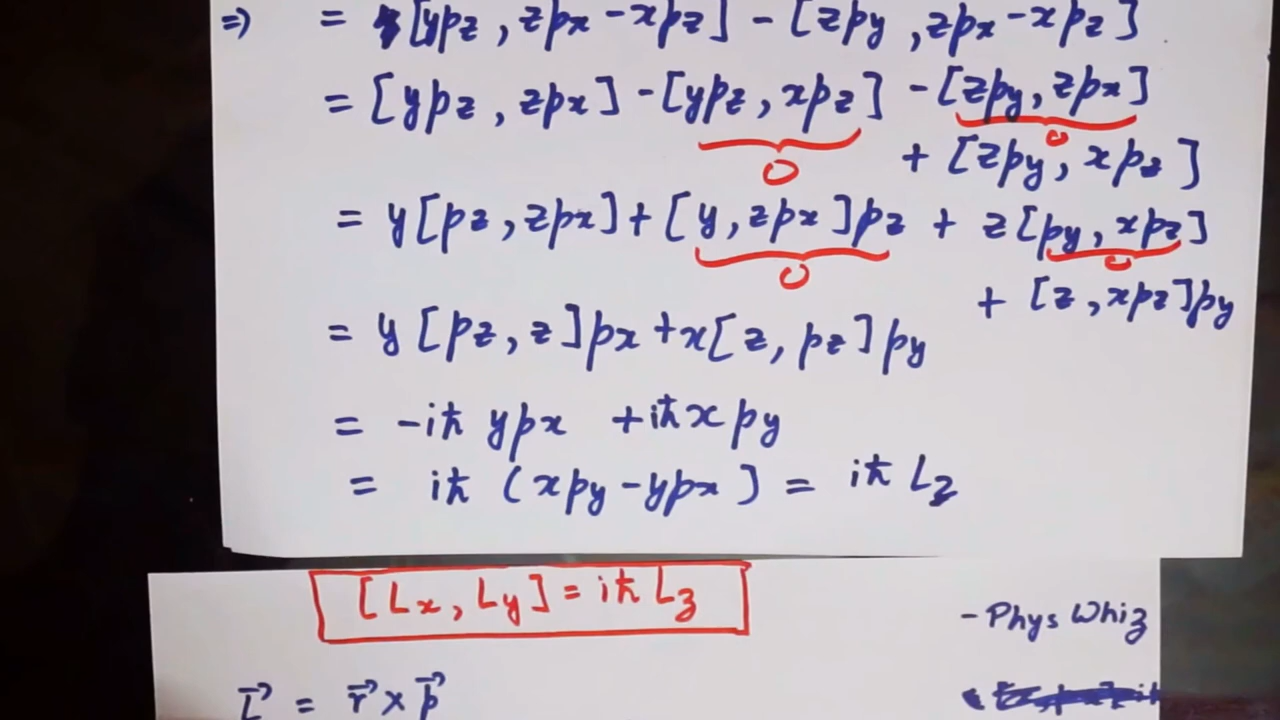 ⇒ = [ypz, zpx - xpz] - [zpy, zpx - xpz]
= [ypz, zpx] - [ypz, xpz] - [zpy, zpx]
0 0
+ [zpy, xpz]
= y[pz, zpx] + [y, zpx]pz + z[py, xpz]
0 0
+ [z, xpz]py
= y[pz, z]px + x[z, pz]py
= -iħ ypx + iħ xpy
= iħ (xpy - ypx) = iħ Lz
[Lx, Ly] = iħ Lz
- Phys Whiz
L⃗ = r⃗ × p⃗